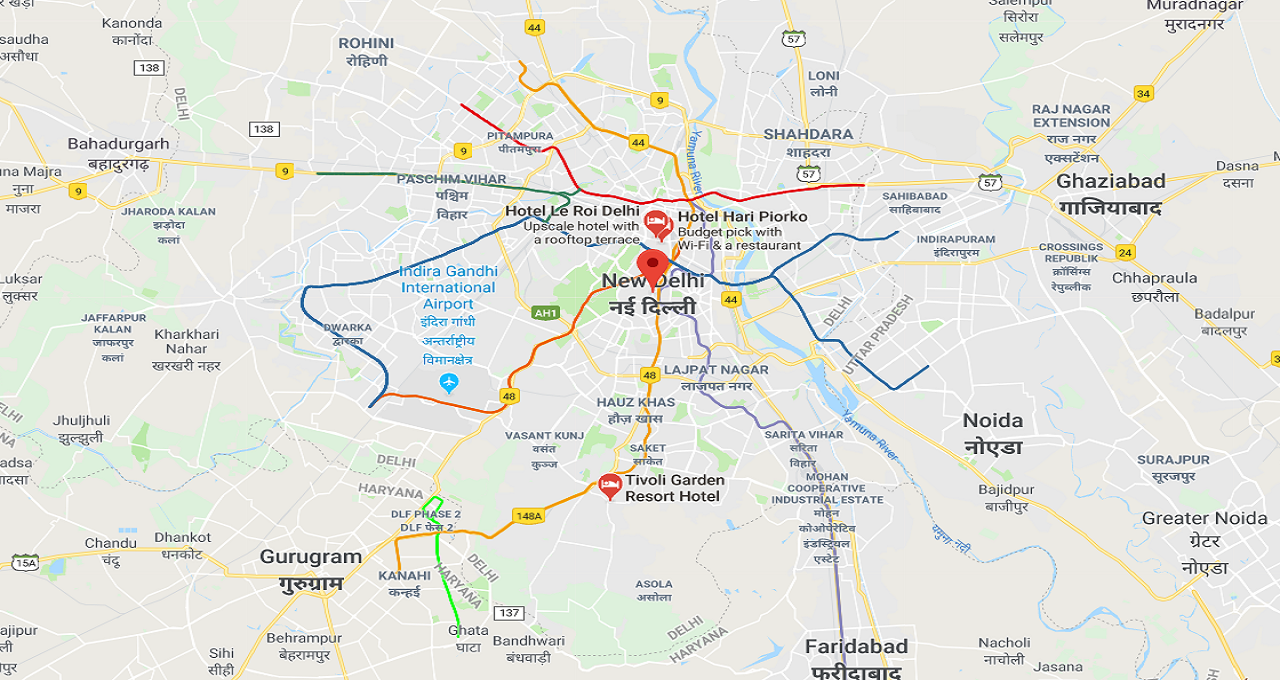 Kanonda
कानोंदा
saudha
असौधा
138
DELHI
138
ROHINI
रोहिणी
44
9
44
57
LONI
लोनी
Salempur
सिरोरा
सलेमपुर
Muradnagar
मुरादनगर
34
RAJ NAGAR
EXTENSION
राज नगर
एक्सटेंशन
Bahadurgarh
बहादुरगढ़
9
PITAMPURA
पीतमपुरा
Yamuna River
SHAHDARA
शाहदरा
57
57
Ghaziabad
गाज़ियाबाद
Dasna
दसना
una Majra
नुना
माजरा
9
9
PASCHIM VIHAR
पश्चिम
विहार
SAHIBABAD
साहिबाबाद
JHARODA KALAN
झड़ोदा
कलां
Hotel Le Roi Delhi
Upscale hotel with
a rooftop terrace
Hotel Hari Piorko
Budget pick with
Wi-Fi & a restaurant
INDIRAPURAM
इंदिरापुरम
CROSSINGS
REPUBLIK
क्रॉसिंग्स
रेपुब्लीक
24
Chhapraula
छपरौला
Luksar
लुक्सर
Indira Gandhi
International
Airport
इंदिरा गांधी
अन्तर्राष्ट्रीय
विमानक्षेत्र
New Delhi
नई दिल्ली
44
AH1
DELHI
UTTAR PRADESH
Badalpur
बादलपुर
JAFFARPUR
KALAN
जाफरपुर
कलां
Kharkhari
Nahar
खरखरी नहर
DWARKA
द्वारका
48
48
LAJPAT NAGAR
लाजपत नगर
HAUZ KHAS
हौज़ खास
Jhuljhuli
झुल्झुली
VASANT KUNJ
वसंत
कुञ्ज
SAKET
साकेत
SARITA VIHAR
सरिता
विहार
Yamuna River
Noida
नोएडा
SURAJPUR
सूरजपुर
DELHI
HARYANA
Tivoli Garden
Resort Hotel
MOHAN
COOPERATIVE
INDUSTRIAL ESTATE
मोहन
कोओपेरेटिव
इंडस्ट्रियल
एस्टेट
Bajidpur
बाजीपुर
DLF PHASE 2
DLF फेस 2
148A
यमुना नदी
Greater Noida
ग्रेटर
नोएडा
15A
Chandu
चंदू
Dhankot
धनकोट
Gurugram
गुरुग्राम
KANAHI
कन्हई
DELHI
HARYANA
ASOLA
असोला
137
Ghata
घाटा
Bandhwari
बंधवाड़ी
DELHI
HARYANA
Behrampur
बेहरामपुर
Sihi
सीही
Faridabad
फरीदाबाद
Nacholi
नाचोली
Jasana